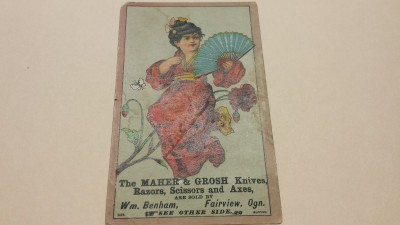 The MAHER & GROSH Knives,
Razors, Scissors and Axes,
ARE SOLD BY
Wm. Benham, Fairview, Ogn.
SEE OTHER SIDE.